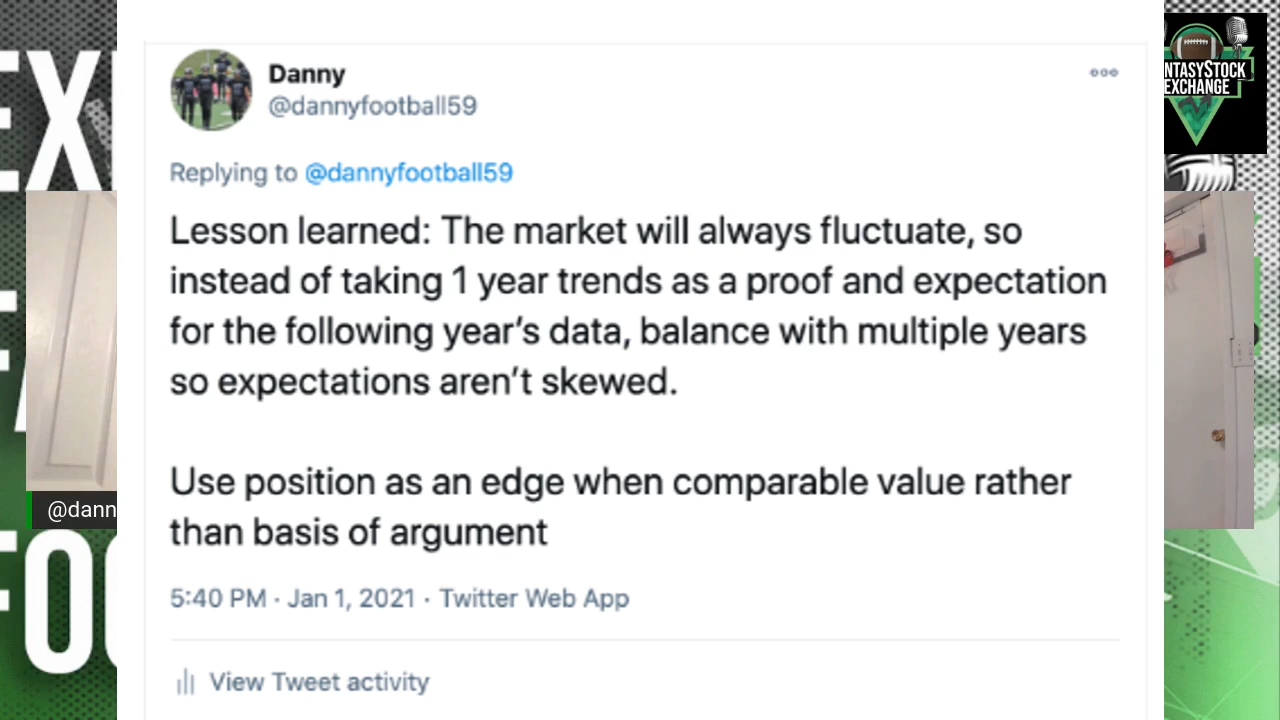 Danny
@dannyfootball59
Replying to @dannyfootball59
Lesson learned: The market will always fluctuate, so
instead of taking 1 year trends as a proof and expectation
for the following year's data, balance with multiple years
so expectations aren't skewed.
Use position as an edge when comparable value rather
than basis of argument
5:40 PM · Jan 1, 2021 · Twitter Web App
View Tweet activity
@dann
NTASYSTOCK
EXCHANGE
EX
FO